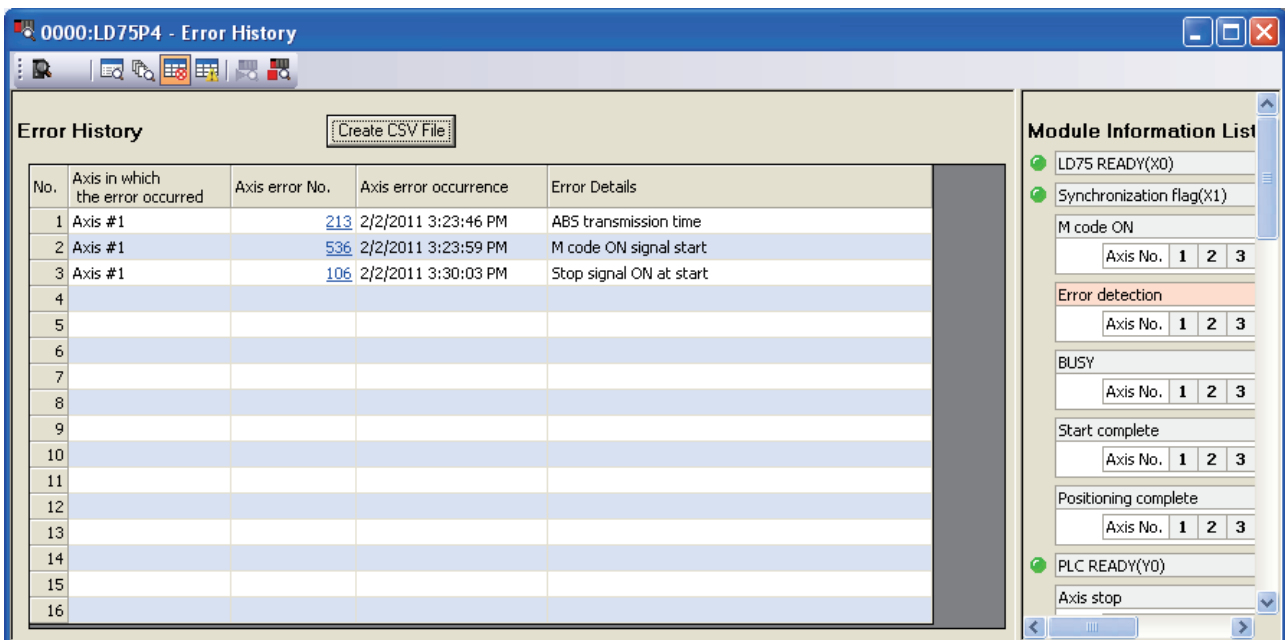 0000:LD75P4 - Error History
Error History
Create CSV File
No. Axis in which the error occurred Axis error No. Axis error occurrence Error Details
1 Axis #1 213 2/2/2011 3:23:46 PM ABS transmission time
2 Axis #1 536 2/2/2011 3:23:59 PM M code ON signal start
3 Axis #1 106 2/2/2011 3:30:03 PM Stop signal ON at start
4
5
6
7
8
9
10
11
12
13
14
15
16
Module Information List
LD75 READY(X0)
Synchronization flag(X1)
M code ON
Axis No. 1 2 3
Error detection
Axis No. 1 2 3
BUSY
Axis No. 1 2 3
Start complete
Axis No. 1 2 3
Positioning complete
Axis No. 1 2 3
PLC READY(Y0)
Axis stop